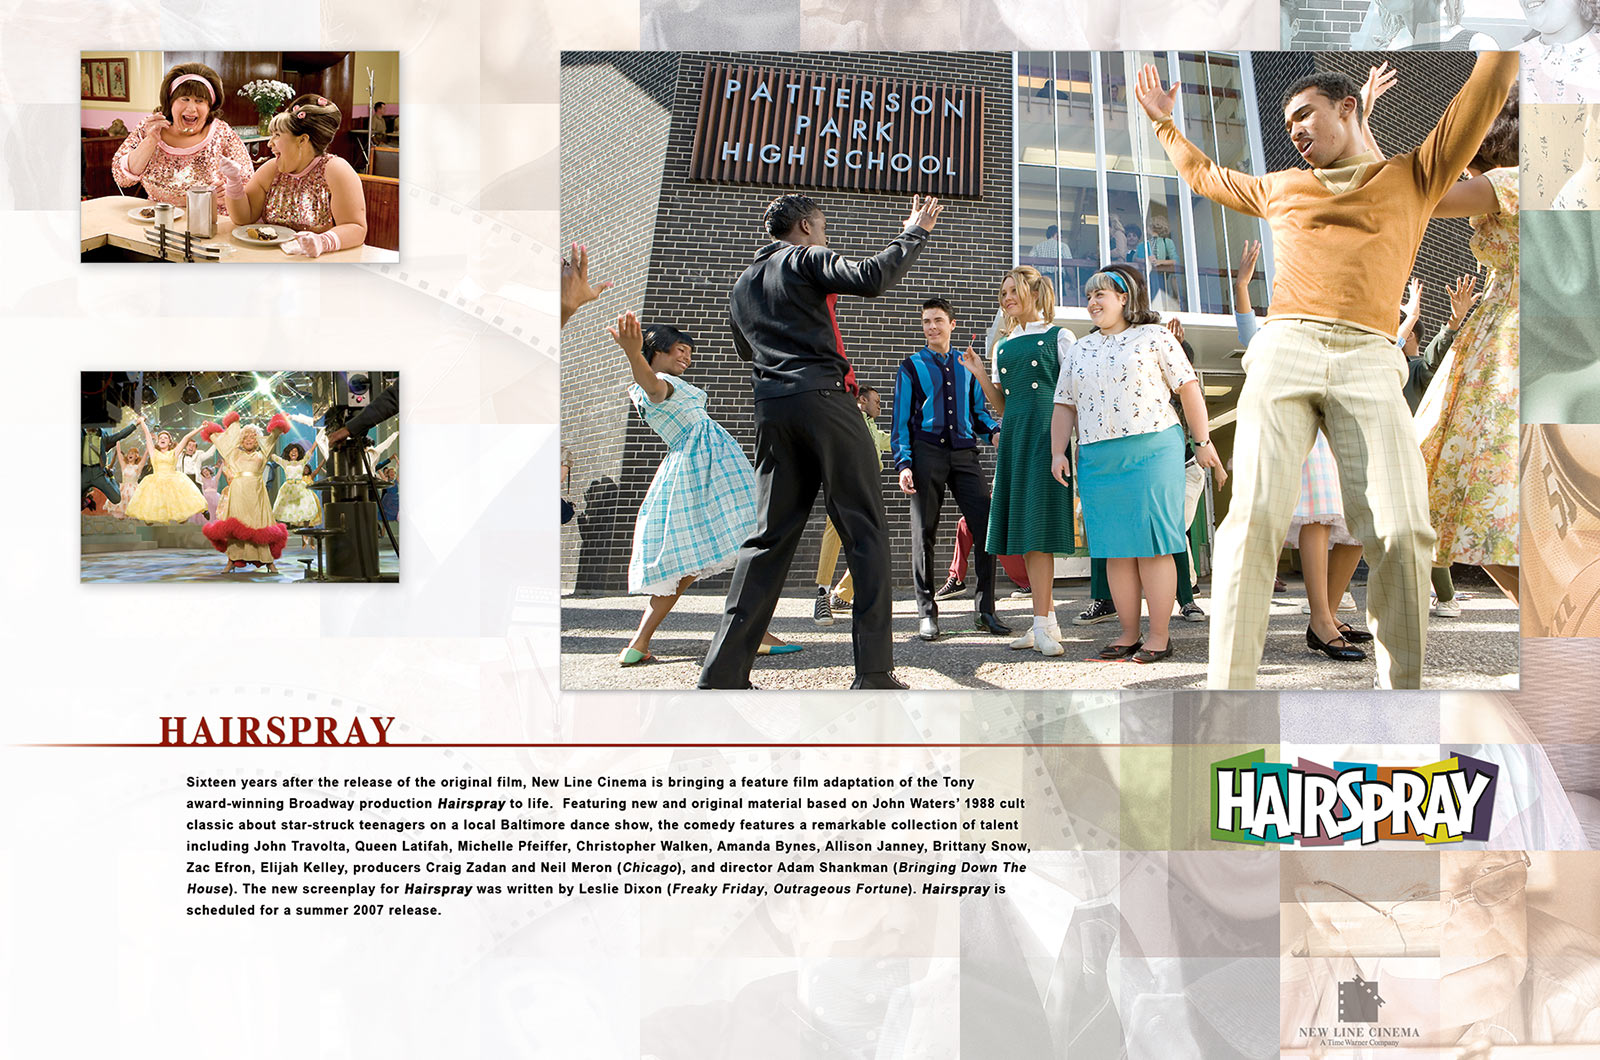 PATTERSON
PARK
HIGH SCHOOL
HAIRSPRAY
Sixteen years after the release of the original film, New Line Cinema is bringing a feature film adaptation of the Tony
award-winning Broadway production Hairspray to life.  Featuring new and original material based on John Waters’ 1988 cult
classic about star-struck teenagers on a local Baltimore dance show, the comedy features a remarkable collection of talent
including John Travolta, Queen Latifah, Michelle Pfeiffer, Christopher Walken, Amanda Bynes, Allison Janney, Brittany Snow,
Zac Efron, Elijah Kelley, producers Craig Zadan and Neil Meron (Chicago), and director Adam Shankman (Bringing Down The
House). The new screenplay for Hairspray was written by Leslie Dixon (Freaky Friday, Outrageous Fortune). Hairspray is
scheduled for a summer 2007 release.
HAIRSPRAY
NEW LINE CINEMA
A Time Warner Company